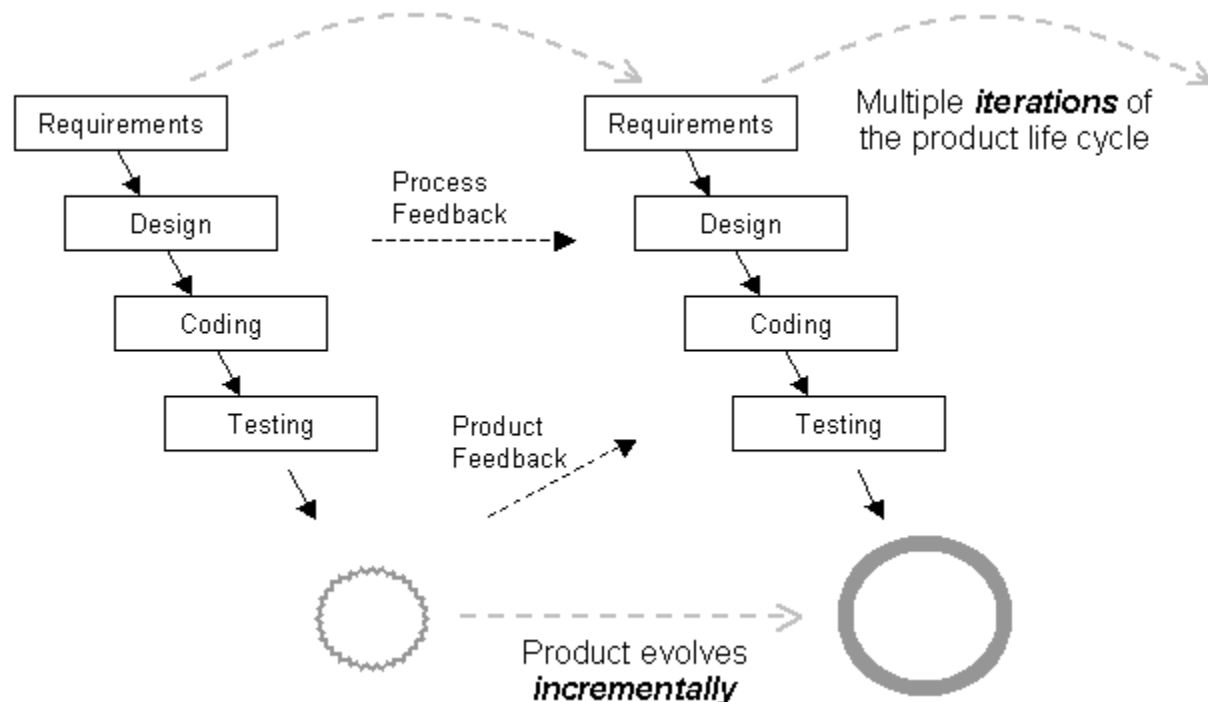 Requirements
Requirements
Multiple iterations of
the product life cycle
Process
Feedback
Design
Design
Coding
Coding
Testing
Testing
Product
Feedback
Product evolves
incrementally